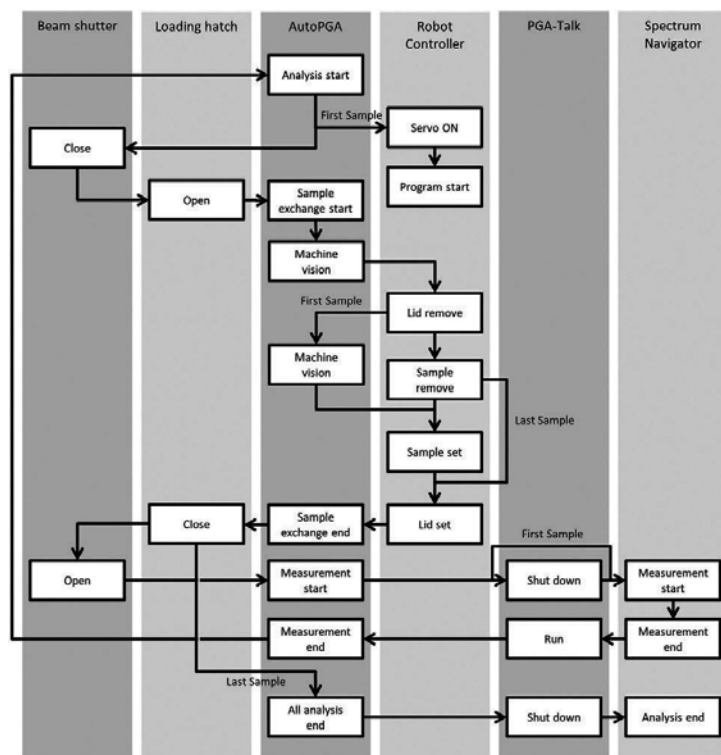 Beam shutter
Loading hatch
AutoPGA
Robot
Controller
PGA-Talk
Spectrum
Navigator
Analysis start
First Sample
Servo ON
Close
Program start
Open
Sample
exchange start
Machine
vision
First Sample
Lid remove
Machine
vision
Sample
remove
Last Sample
Sample set
Close
Sample
exchange end
Lid set
First Sample
Open
Measurement
start
Shut down
Measurement
start
Measurement
end
Run
Measurement
end
Last Sample
All analysis
end
Shut down
Analysis end